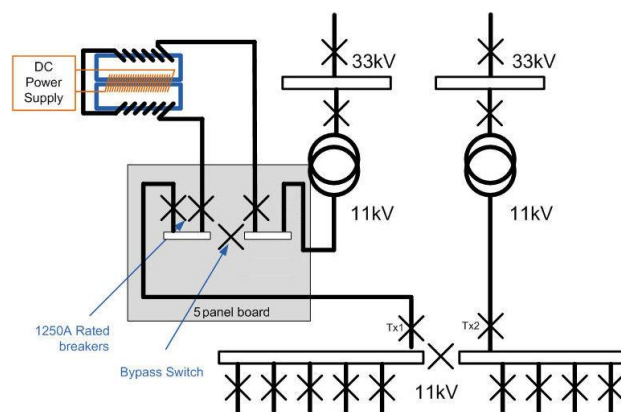 DC
Power
Supply
33kV
33kV
11kV
11kV
5 panel board
1250A Rated
breakers
Bypass Switch
Tx1
Tx2
11kV